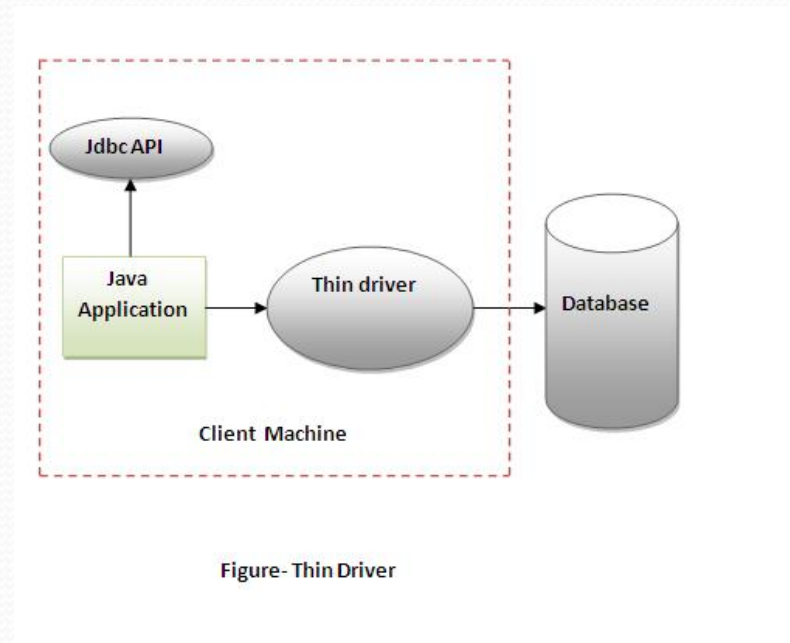 Jdbc API
Java
Application
Thin driver
Database
Client Machine
Figure- Thin Driver